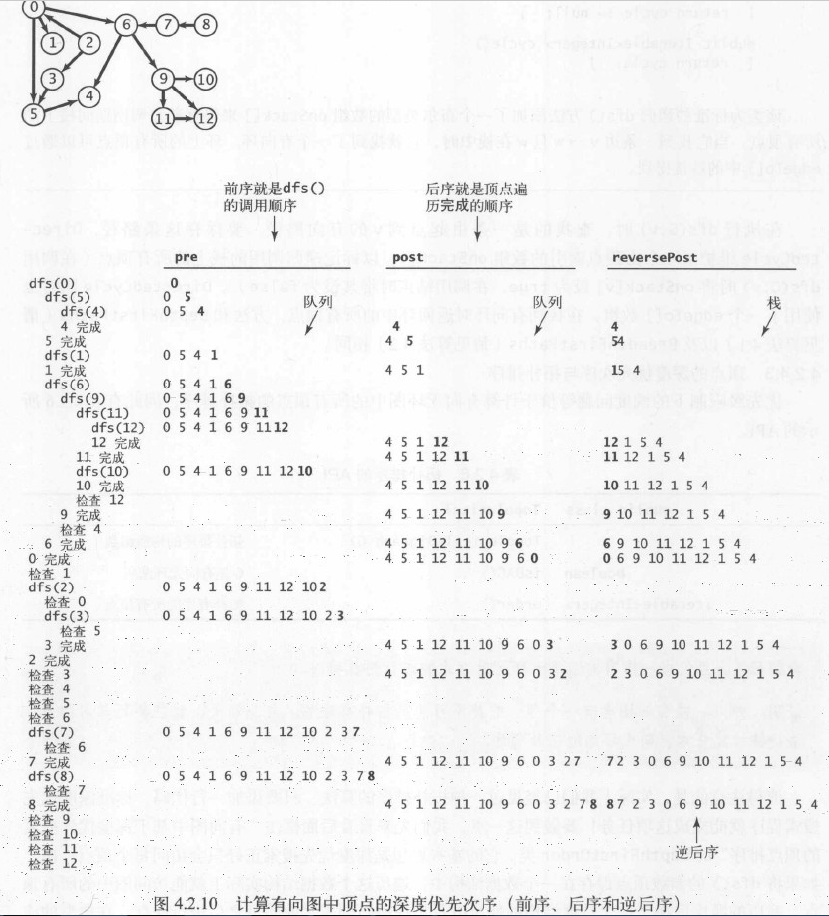 0
6
7
8
1
2
3
9
10
5
4
11
12
前序就是dfs()
的调用顺序
后序就是顶点遍
历完成的顺序
pre
post
reversePost
队列
队列
栈
dfs(0) 0
dfs(5) 0 5
dfs(4) 0 5 4
4 完成 4 4
5 完成 4 5 54
dfs(1) 0 5 4 1
1 完成 4 5 1 15 4
dfs(6) 0 5 4 1 6
dfs(9) 0 5 4 1 6 9
dfs(11) 0 5 4 1 6 9 11
dfs(12) 0 5 4 1 6 9 1112
12 完成 4 5 1 12 12 1 5 4
11 完成 4 5 1 12 11 11 12 1 5 4
dfs(10) 0 5 4 1 6 9 11 12 10
10 完成 4 5 1 12 11 10 10 11 12 1 5 4
检查 12
9 完成 4 5 1 12 11 10 9 9 10 11 12 1 5 4
检查 4
6 完成 4 5 1 12 11 10 9 6 6 9 10 11 12 1 5 4
0 完成 4 5 1 12 11 10 9 6 0 0 6 9 10 11 12 1 5 4
检查 1
dfs(2) 0 5 4 1 6 9 11 12 10 2
检查 0
dfs(3) 0 5 4 1 6 9 11 12 10 2 3
检查 5
3 完成 4 5 1 12 11 10 9 6 0 3 3 0 6 9 10 11 12 1 5 4
2 完成
检查 3 4 5 1 12 11 10 9 6 0 3 2 2 3 0 6 9 10 11 12 1 5 4
检查 4
检查 5
检查 6
dfs(7) 0 5 4 1 6 9 11 12 10 2 3 7
检查 6
7 完成 4 5 1 12 11 10 9 6 0 3 2 7 7 2 3 0 6 9 10 11 12 1 5 4
dfs(8) 0 5 4 1 6 9 11 12 10 2 3 7 8
检查 7
8 完成 4 5 1 12 11 10 9 6 0 3 2 7 8 8 7 2 3 0 6 9 10 11 12 1 5 4
检查 9
检查 10
检查 11
检查 12
逆后序
图 4.2.10 计算有向图中顶点的深度优先次序（前序、后序和逆后序）